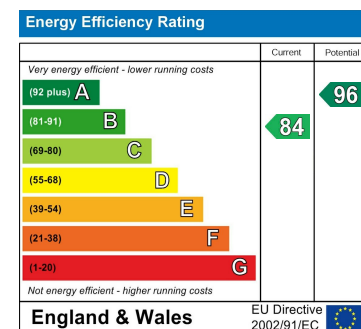 Energy Efficiency Rating
Current Potential
Very energy efficient - lower running costs
(92 plus) A
96
(81-91) B
84
(69-80) C
(55-68) D
(39-54) E
(21-38) F
(1-20) G
Not energy efficient - higher running costs
England & Wales
EU Directive
2002/91/EC